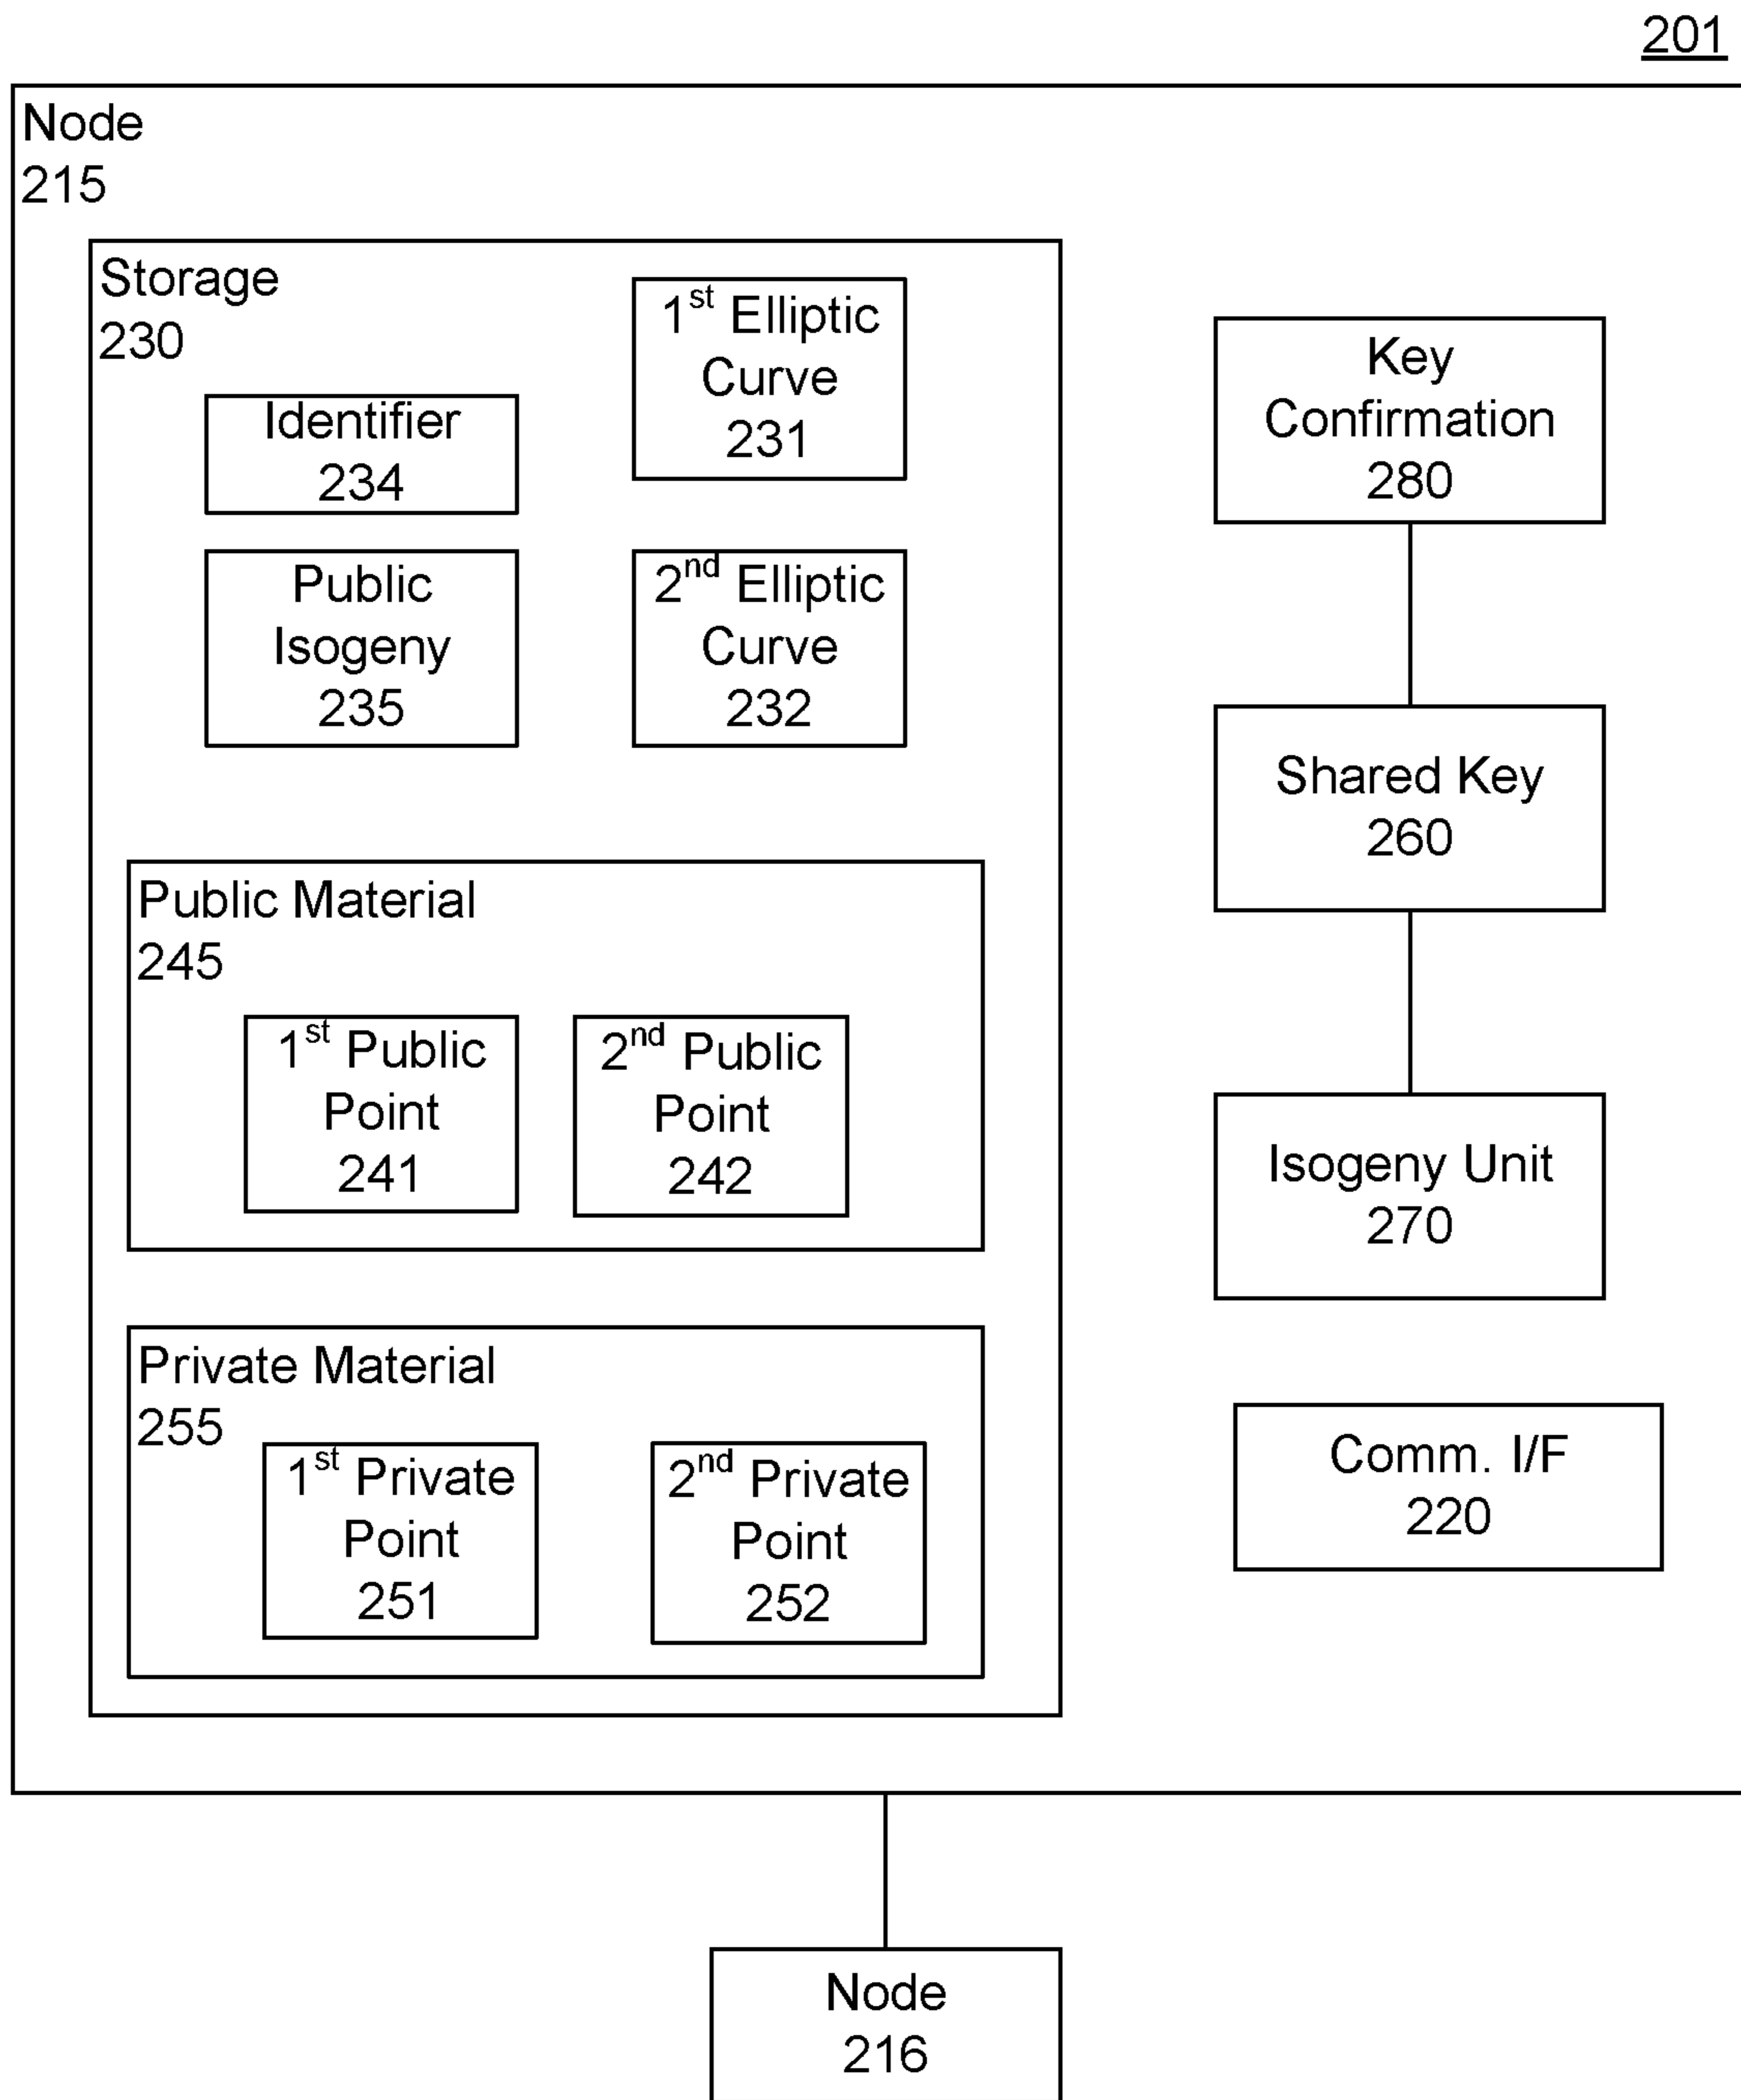 201
Node
215
Storage
230
1st Elliptic
Curve
231
Identifier
234
Public
Isogeny
235
2nd Elliptic
Curve
232
Public Material
245
1st Public
Point
241
2nd Public
Point
242
Private Material
255
1st Private
Point
251
2nd Private
Point
252
Key
Confirmation
280
Shared Key
260
Isogeny Unit
270
Comm. I/F
220
Node
216